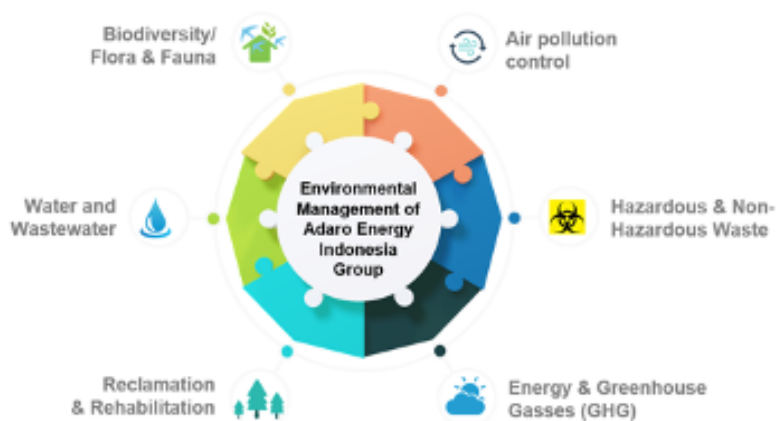 Biodiversity/
Flora & Fauna
Air pollution
control
Environmental
Management of
Adaro Energy
Indonesia
Group
Water and
Wastewater
Hazardous & Non-
Hazardous Waste
Reclamation
& Rehabilitation
Energy & Greenhouse
Gasses (GHG)